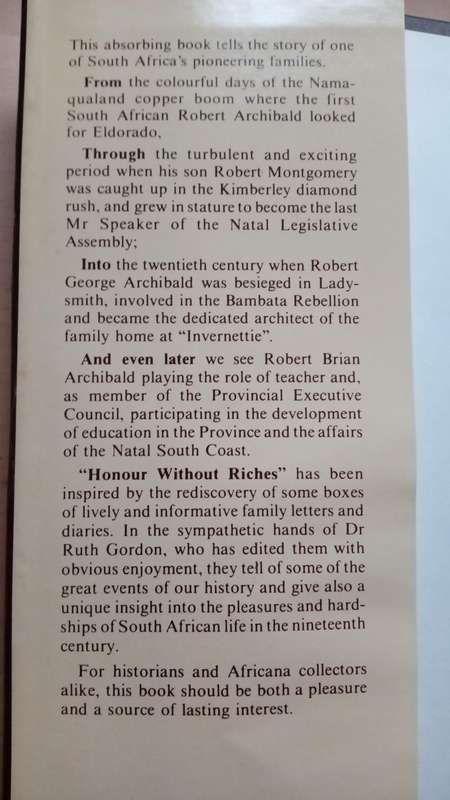 This absorbing book tells the story of one
of South Africa's pioneering families.
From the colourful days of the Nama-
qualand copper boom where the first
South African Robert Archibald looked
for Eldorado,
Through the turbulent and exciting
period when his son Robert Montgomery
was caught up in the Kimberley diamond
rush, and grew in stature to become the last
Mr Speaker of the Natal Legislative
Assembly;
Into the twentieth century when Robert
George Archibald was besieged in Lady-
smith, involved in the Bambata Rebellion
and became the dedicated architect of the
family home at “Invernettie”.
And even later we see Robert Brian
Archibald playing the role of teacher and,
as member of the Provincial Executive
Council, participating in the development
of education in the Province and the affairs
of the Natal South Coast.
“Honour Without Riches” has been
inspired by the rediscovery of some boxes
of lively and informative family letters and
diaries. In the sympathetic hands of Dr
Ruth Gordon, who has edited them with
obvious enjoyment, they tell of some of the
great events of our history and give also a
unique insight into the pleasures and hard-
ships of South African life in the nineteenth
century.
For historians and Africana collectors
alike, this book should be both a pleasure
and a source of lasting interest.